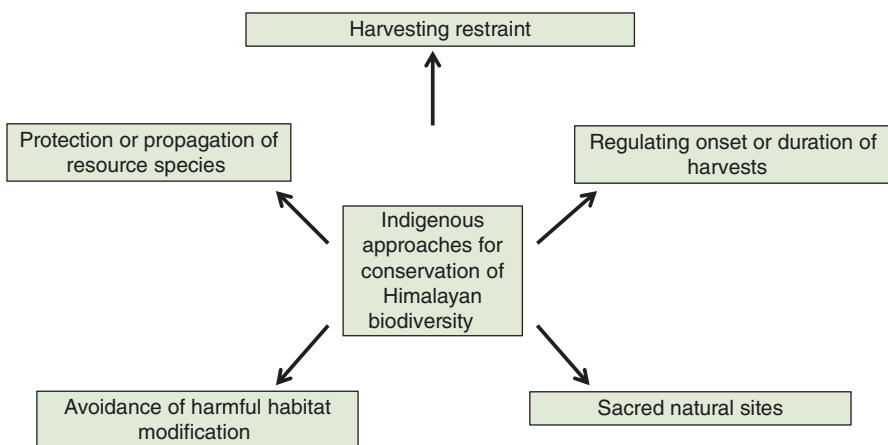 Harvesting restraint
Protection or propagation of
resource species
Regulating onset or duration of
harvests
Indigenous
approaches for
conservation of
Himalayan
biodiversity
Avoidance of harmful habitat
modification
Sacred natural sites